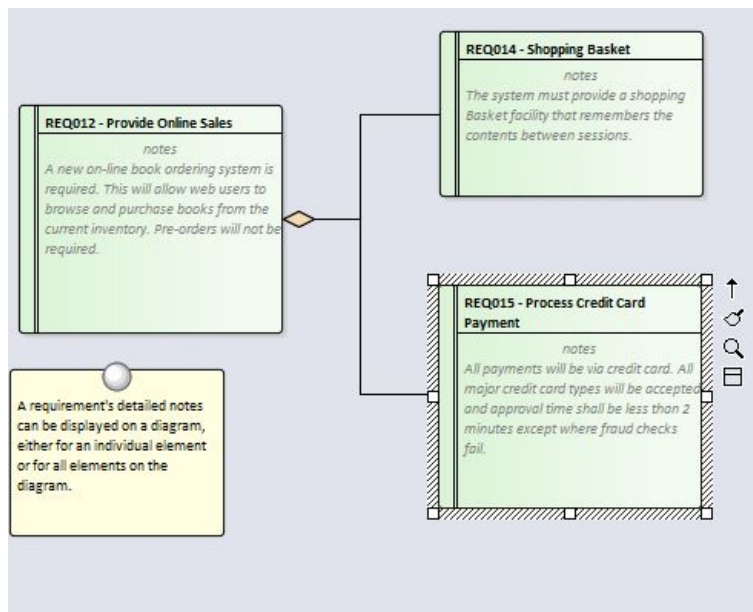 REQ012 - Provide Online Sales
notes
A new on-line book ordering system is
required. This will allow web users to
browse and purchase books from the
current inventory. Pre-orders will not be
required.
REQ014 - Shopping Basket
notes
The system must provide a shopping
Basket facility that remembers the
contents between sessions.
REQ015 - Process Credit Card
Payment
notes
All payments will be via credit card. All
major credit card types will be accepted
and approval time shall be less than 2
minutes except where fraud checks
fail.
A requirement's detailed notes
can be displayed on a diagram,
either for an individual element
or for all elements on the
diagram.